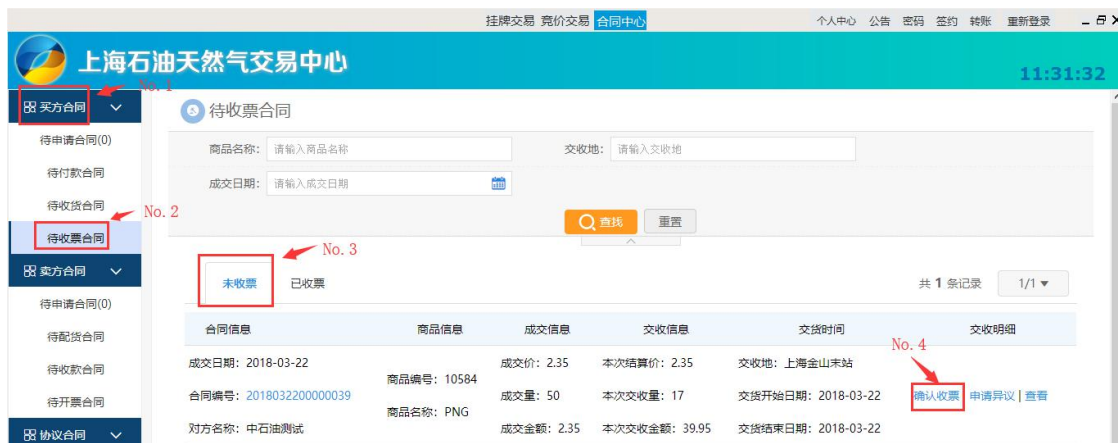 挂牌交易 竞价交易 合同中心 个人中心 公告 密码 签约 转账 重新登录
上海石油天然气交易中心
11:31:32
No.1
买方合同
待申请合同(0)
待付款合同
待收货合同
No.2
待收票合同
卖方合同
待申请合同(0)
待配货合同
待收款合同
待开票合同
协议合同
待收票合同
商品名称: 请输入商品名称 交收地: 请输入交收地
成交日期: 请输入成交日期
查找 重置
No.3
未收票 已收票 共 1 条记录 1/1
合同信息 商品信息 成交信息 交收信息 交货时间 交收明细
No.4
成交日期: 2018-03-22 成交价: 2.35 本次结算价: 2.35 交收地: 上海金山末站
商品编号: 10584
合同编号: 2018032200000039 成交量: 50 本次交收量: 17 交货开始日期: 2018-03-22 确认收票 申请异议 | 查看
商品名称: PNG
对方名称: 中石油测试 成交金额: 2.35 本次交收金额: 39.95 交货结束日期: 2018-03-22